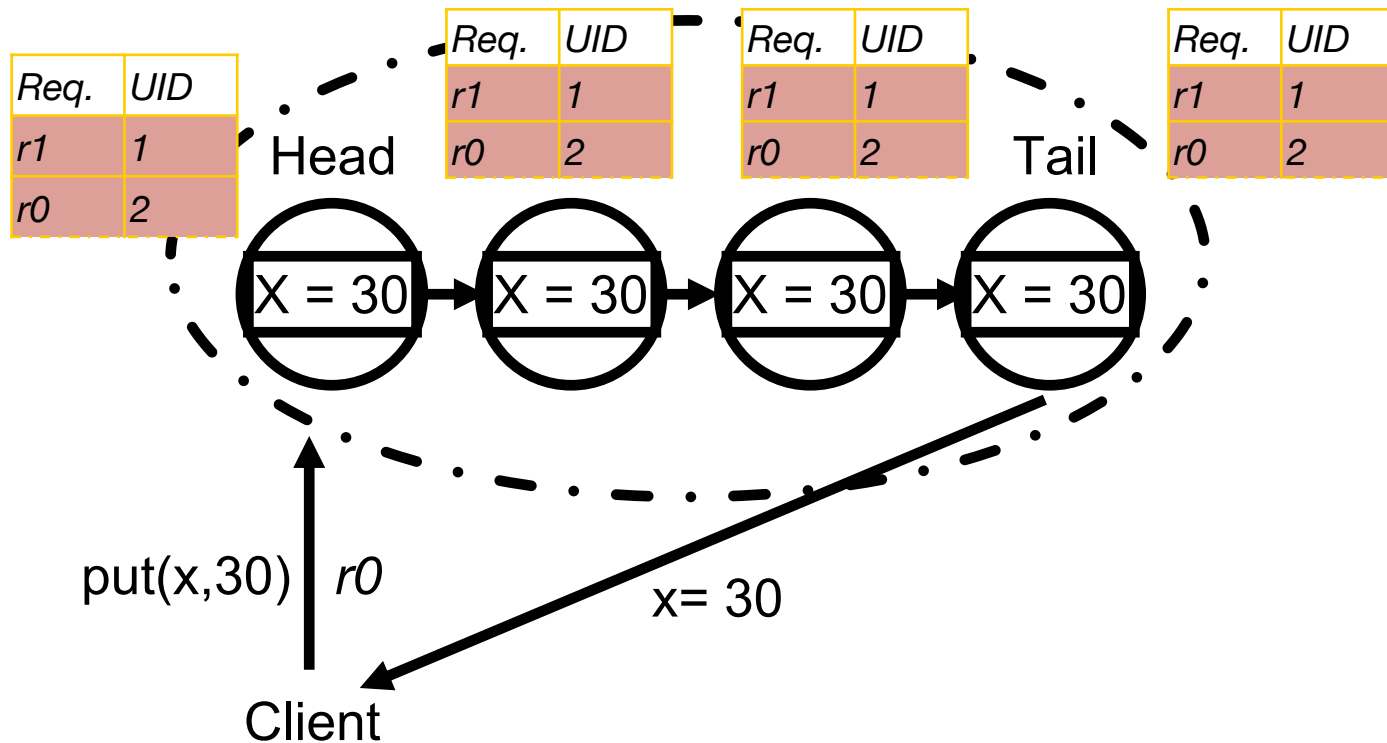 Req. UID
r1 1
r0 2
Req. UID
r1 1
r0 2
Req. UID
r1 1
r0 2
Req. UID
r1 1
r0 2
Head
Tail
X = 30
X = 30
X = 30
X = 30
put(x,30)
r0
x= 30
Client